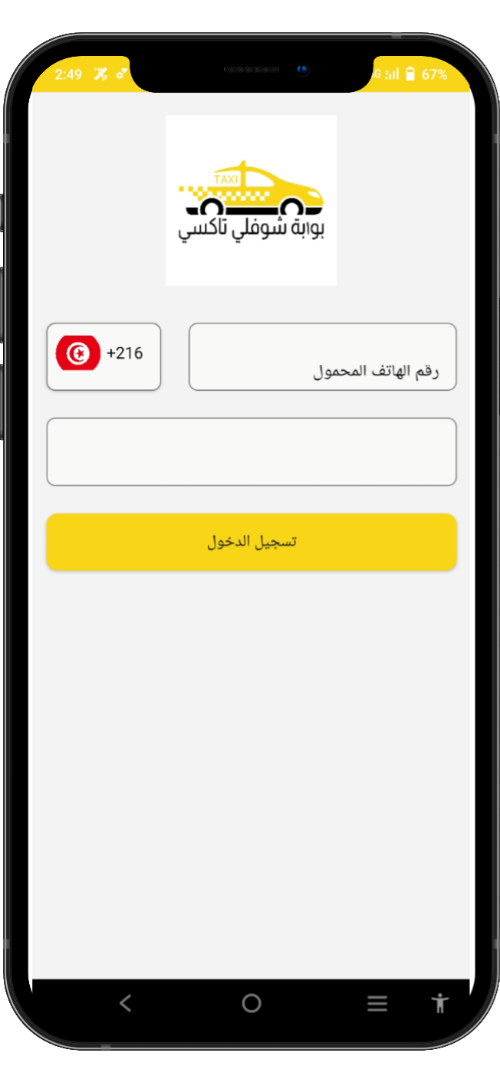 2:49
67%
TAXI
بوابة شوفلي تاكسي
+216
رقم الهاتف المحمول
تسجيل الدخول